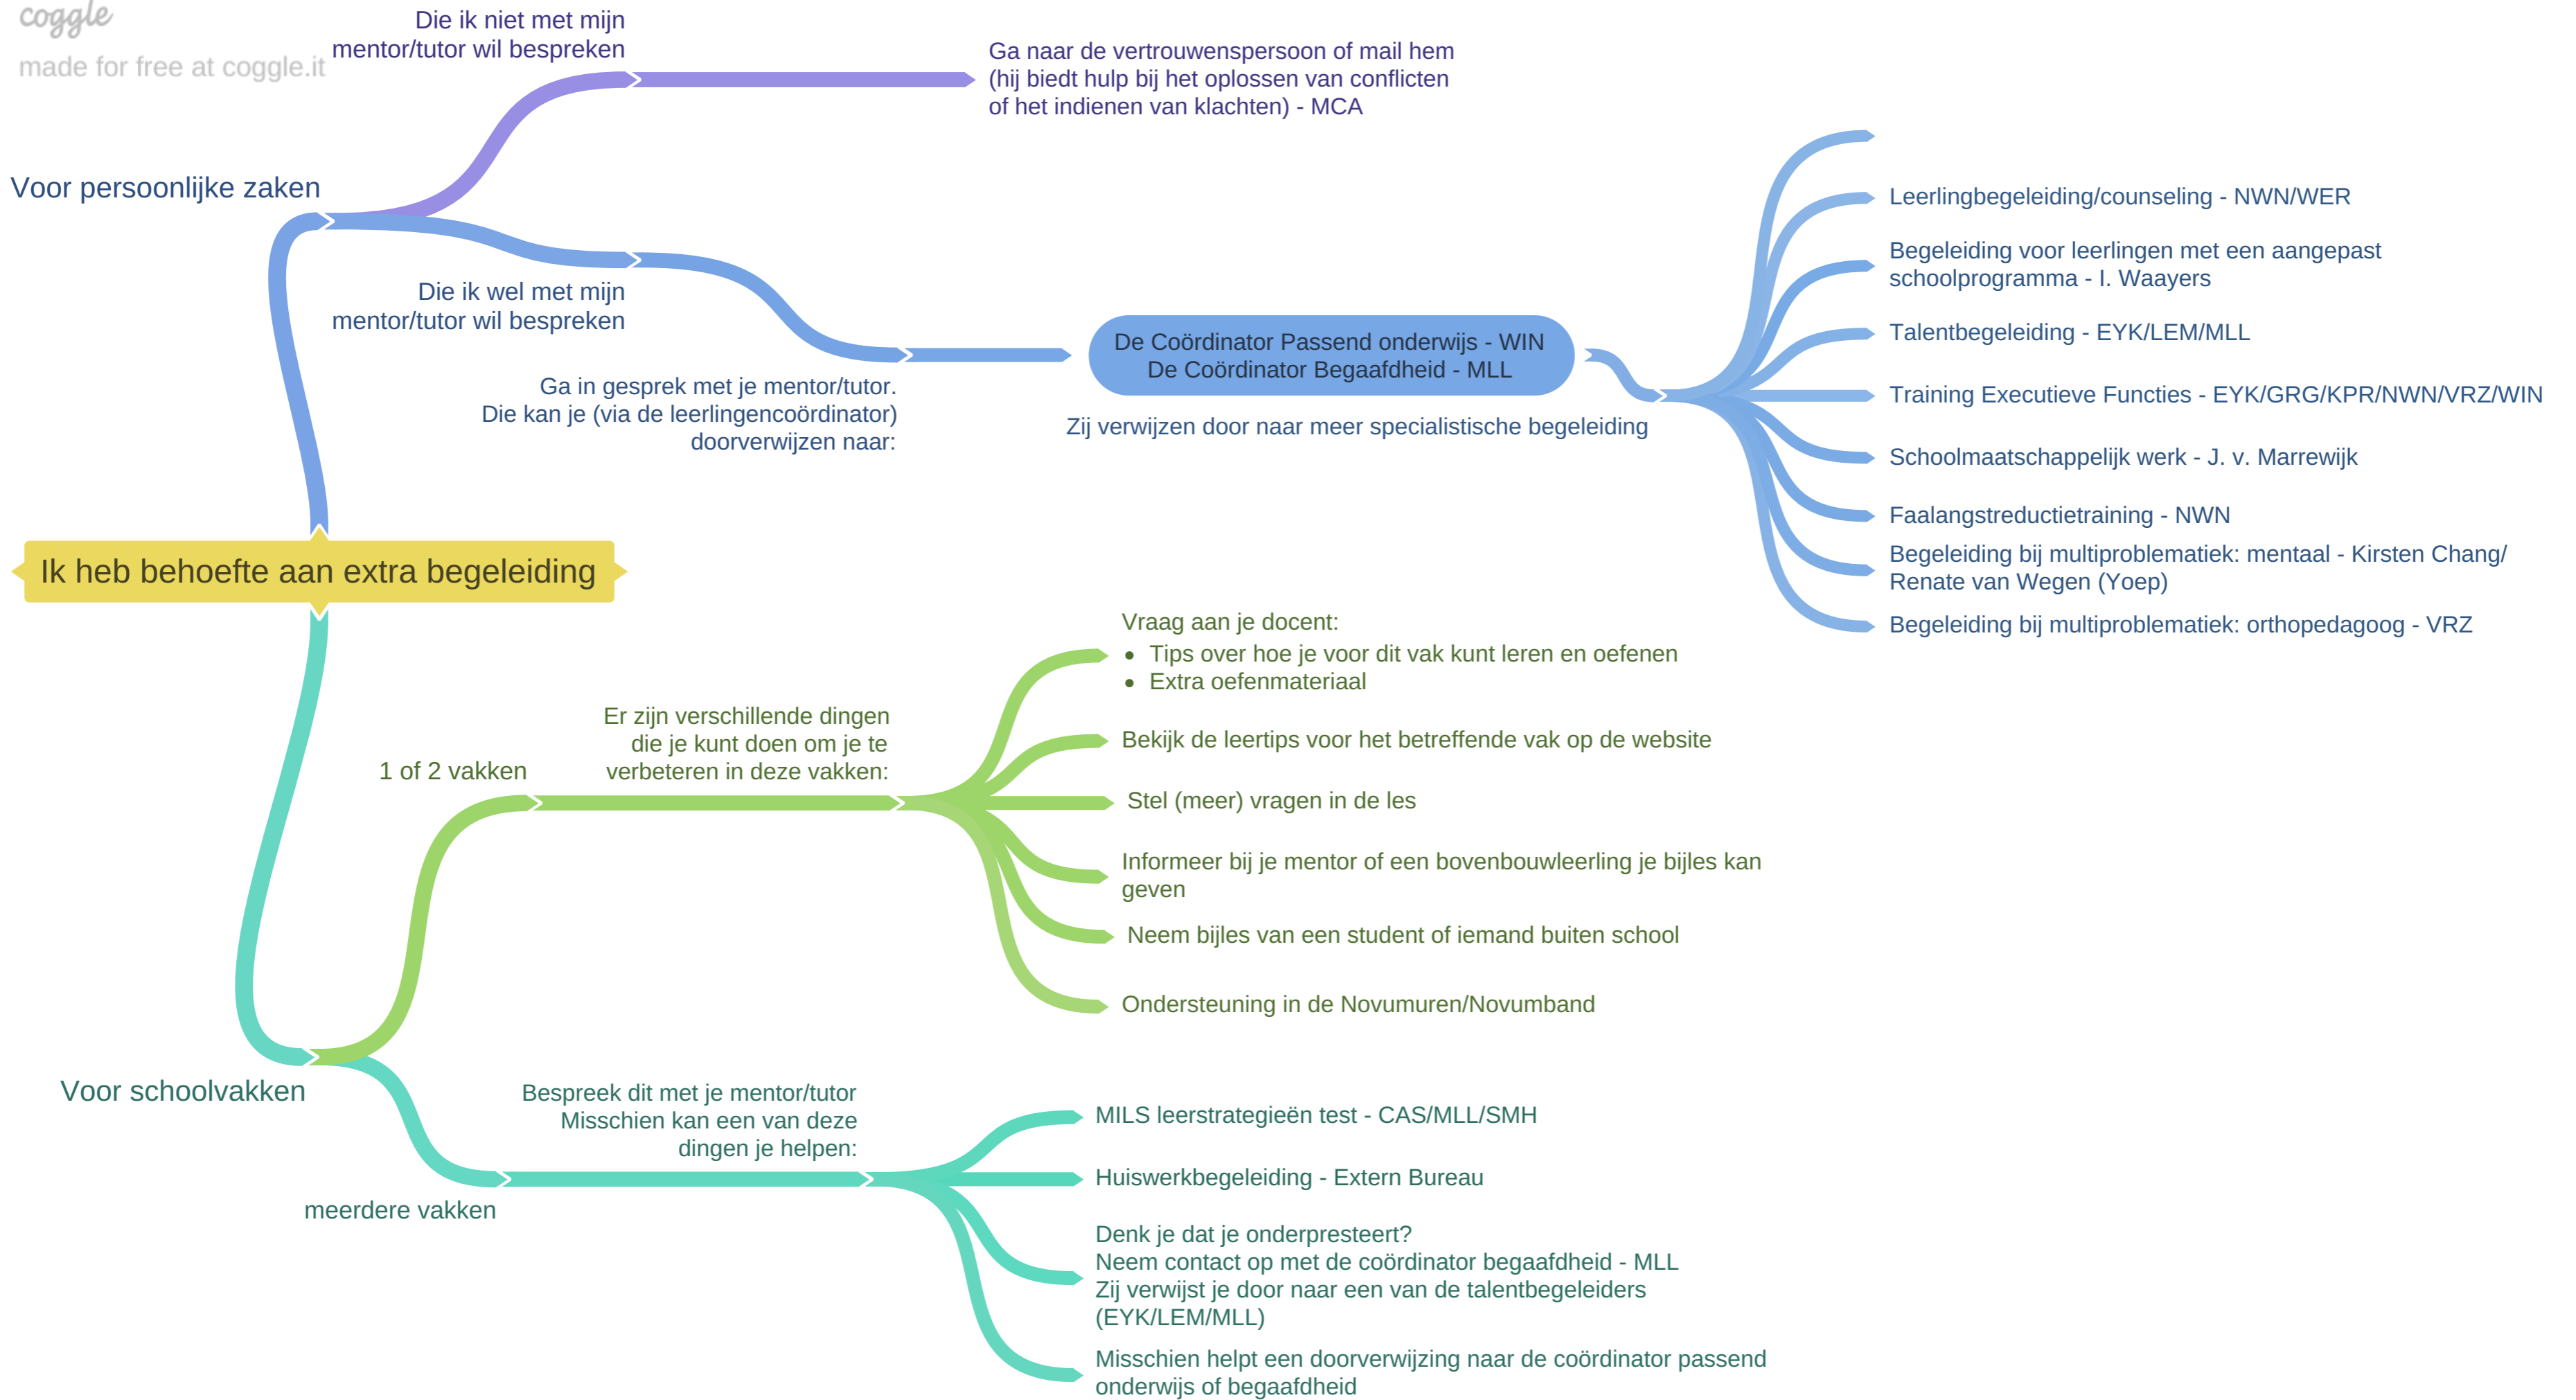 coggle
made for free at coggle.it
Die ik niet met mijn
mentor/tutor wil bespreken
Ga naar de vertrouwenspersoon of mail hem
(hij biedt hulp bij het oplossen van conflicten
of het indienen van klachten) - MCA
Voor persoonlijke zaken
Die ik wel met mijn
mentor/tutor wil bespreken
Ga in gesprek met je mentor/tutor.
Die kan je (via de leerlingencoördinator)
doorverwijzen naar:
De Coördinator Passend onderwijs - WIN
De Coördinator Begaafdheid - MLL
Zij verwijzen door naar meer specialistische begeleiding
Leerlingbegeleiding/counseling - NWN/WER
Begeleiding voor leerlingen met een aangepast
schoolprogramma - I. Waayers
Talentbegeleiding - EYK/LEM/MLL
Training Executieve Functies - EYK/GRG/KPR/NWN/VRZ/WIN
Schoolmaatschappelijk werk - J. v. Marrewijk
Faalangstreductietraining - NWN
Begeleiding bij multiproblematiek: mentaal - Kirsten Chang/
Renate van Wegen (Yoep)
Begeleiding bij multiproblematiek: orthopedagoog - VRZ
Ik heb behoefte aan extra begeleiding
1 of 2 vakken
Er zijn verschillende dingen
die je kunt doen om je te
verbeteren in deze vakken:
Vraag aan je docent:
• Tips over hoe je voor dit vak kunt leren en oefenen
• Extra oefenmateriaal
Bekijk de leertips voor het betreffende vak op de website
Stel (meer) vragen in de les
Informeer bij je mentor of een bovenbouwleerling je bijles kan
geven
Neem bijles van een student of iemand buiten school
Ondersteuning in de Novumuren/Novumband
Voor schoolvakken
meerdere vakken
Bespreek dit met je mentor/tutor
Misschien kan een van deze
dingen je helpen:
MILS leerstrategieën test - CAS/MLL/SMH
Huiswerkbegeleiding - Extern Bureau
Denk je dat je onderpresteert?
Neem contact op met de coördinator begaafdheid - MLL
Zij verwijst je door naar een van de talentbegeleiders
(EYK/LEM/MLL)
Misschien helpt een doorverwijzing naar de coördinator passend
onderwijs of begaafdheid